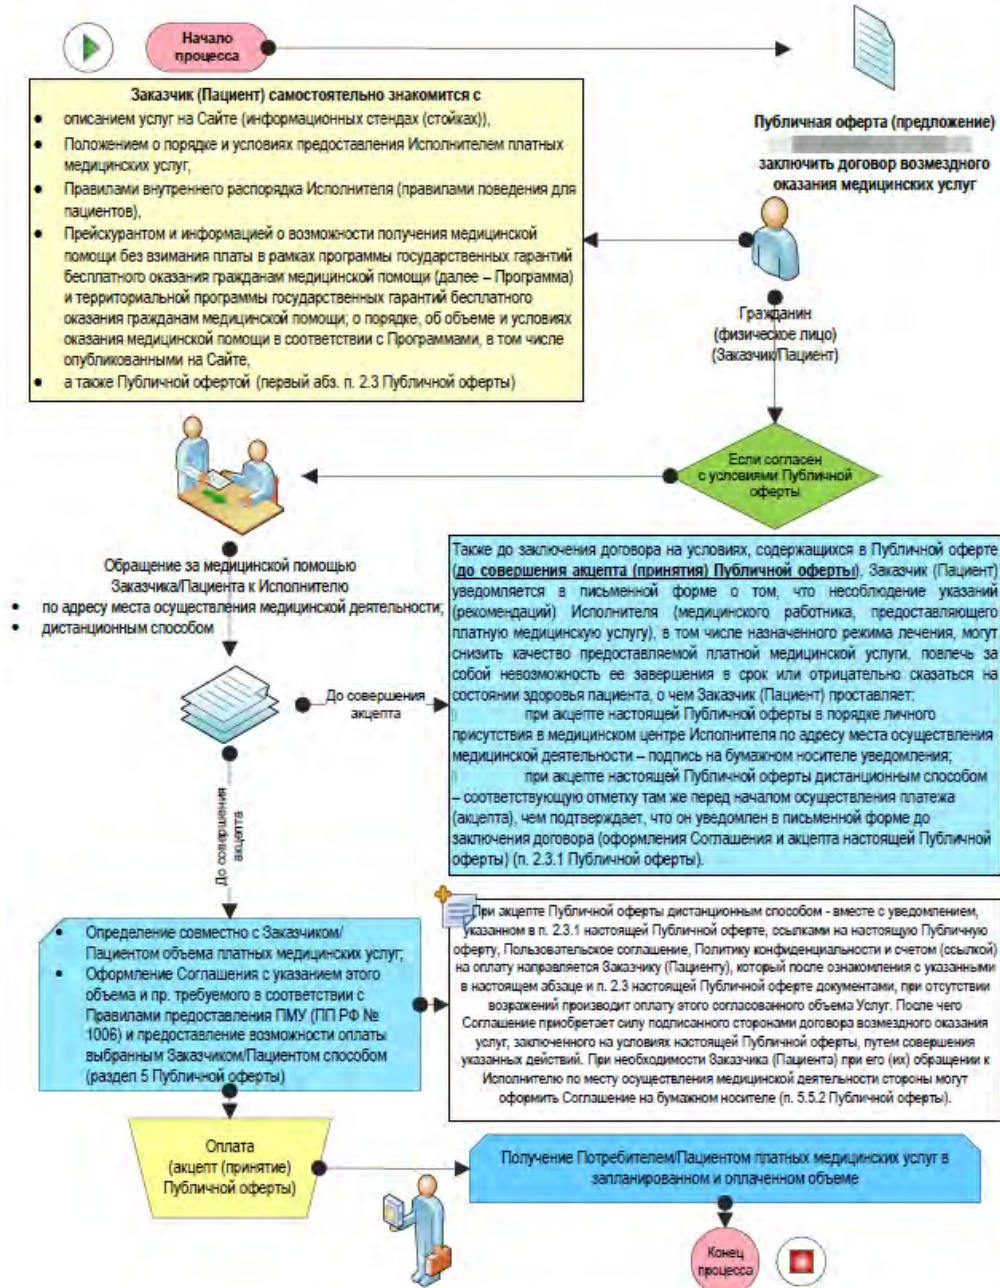 Начало
процесса
Заказчик (Пациент) самостоятельно знакомится с
● описанием услуг на Сайте (информационных стендах (стойках)),
● Положением о порядке и условиях предоставления Исполнителем платных
медицинских услуг,
● Правилами внутреннего распорядка Исполнителя (правилами поведения для
пациентов),
● Прейскурантом и информацией о возможности получения медицинской
помощи без взимания платы в рамках программы государственных гарантий
бесплатного оказания гражданам медицинской помощи (далее – Программа)
и территориальной программы государственных гарантий бесплатного
оказания гражданам медицинской помощи; о порядке, об объеме и условиях
оказания медицинской помощи в соответствии с Программами, в том числе
опубликованными на Сайте,
● а также Публичной офертой (первый абз. п. 2.3 Публичной оферты)
Публичная оферта (предложение)
заключить договор возмездного
оказания медицинских услуг
Гражданин
(физическое лицо)
(Заказчик/Пациент)
Если согласен
с условиями Публичной
оферты
Обращение за медицинской помощью
Заказчика/Пациента к Исполнителю
● по адресу места осуществления медицинской деятельности;
● дистанционным способом
До совершения
акцепта
Также до заключения договора на условиях, содержащихся в Публичной оферте
(до совершения акцепта (принятия) Публичной оферты), Заказчик (Пациент)
уведомляется в письменной форме о том, что несоблюдение указаний
(рекомендаций) Исполнителя (медицинского работника, предоставляющего
платную медицинскую услугу), в том числе назначенного режима лечения, могут
снизить качество предоставляемой платной медицинской услуги, повлечь за
собой невозможность ее завершения в срок или отрицательно сказаться на
состоянии здоровья пациента, о чем Заказчик (Пациент) проставляет:
при акцепте настоящей Публичной оферты в порядке личного
присутствия в медицинском центре Исполнителя по адресу места осуществления
медицинской деятельности – подпись на бумажном носителе уведомления;
при акцепте настоящей Публичной оферты дистанционным способом
– соответствующую отметку там же перед началом осуществления платежа
(акцепта), чем подтверждает, что он уведомлен в письменной форме до
заключения договора (оформления Соглашения и акцепта настоящей Публичной
оферты) (п. 2.3.1 Публичной оферты).
До совершения
акцепта
● Определение совместно с Заказчиком/
Пациентом объема платных медицинских услуг;
● Оформление Соглашения с указанием этого
объема и пр. требуемого в соответствии с
Правилами предоставления ПМУ (ПП РФ №
1006) и предоставление возможности оплаты
выбранным Заказчиком/Пациентом способом
(раздел 5 Публичной оферты)
При акцепте Публичной оферты дистанционным способом - вместе с уведомлением,
указанном в п. 2.3.1 настоящей Публичной оферте, ссылками на настоящую Публичную
оферту, Пользовательское соглашение, Политику конфиденциальности и счетом (ссылкой)
на оплату направляется Заказчику (Пациенту), который после ознакомления с указанными
в настоящем абзаце и п. 2.3 настоящей Публичной оферте документами, при отсутствии
возражений производит оплату этого согласованного объема Услуг. После чего
Соглашение приобретает силу подписанного сторонами договора возмездного оказания
услуг, заключенного на условиях настоящей Публичной оферты, путем совершения
указанных действий. При необходимости Заказчика (Пациента) при его (их) обращении к
Исполнителю по месту осуществления медицинской деятельности стороны могут
оформить Соглашение на бумажном носителе (п. 5.5.2 Публичной оферты).
Оплата
(акцепт (принятие)
Публичной оферты)
Получение Потребителем/Пациентом платных медицинских услуг в
запланированном и оплаченном объеме
Конец
процесса